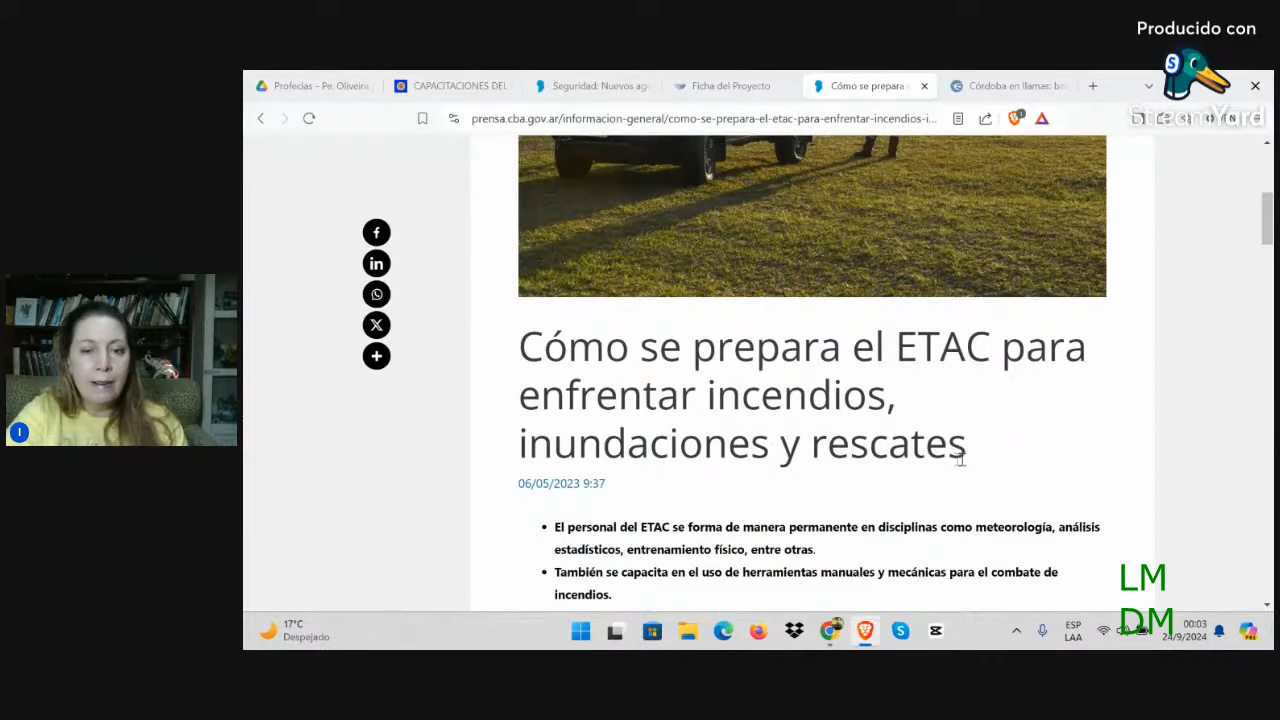 Producido con
S
StreamYard
Profecias - Pe. Oliveira
CAPACITACIONES DEL
Seguridad: Nuevos age
Ficha del Proyecto
Cómo se prepara e
Córdoba en llamas: bo
prensa.cba.gov.ar/informacion-general/como-se-prepara-el-etac-para-enfrentar-incendios-i...
Cómo se prepara el ETAC para
enfrentar incendios,
inundaciones y rescates
06/05/2023 9:37
El personal del ETAC se forma de manera permanente en disciplinas como meteorología, análisis
estadísticos, entrenamiento físico, entre otras.
También se capacita en el uso de herramientas manuales y mecánicas para el combate de
incendios.
I
LM
DM
17°C
Despejado
ESP
LAA
00:03
24/9/2024